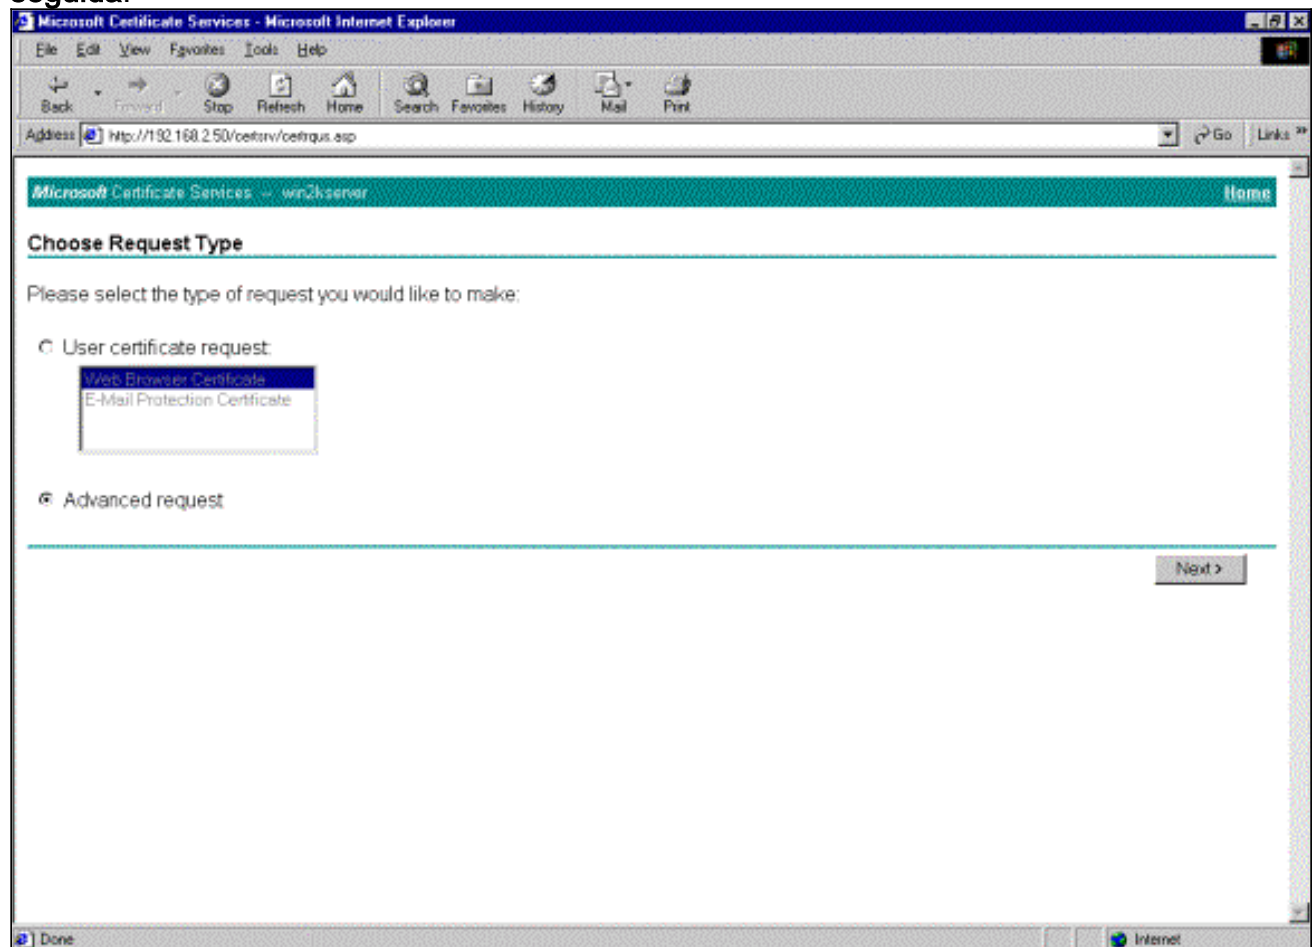 seguida.
Microsoft Certificate Services - Microsoft Internet Explorer
File Edit View Favorites Tools Help
Back Forward Stop Refresh Home Search Favorites History Mail Print
Address http://192.168.2.50/certsrv/certrqus.asp Go Links »
Microsoft Certificate Services -- win2kserver Home
Choose Request Type
Please select the type of request you would like to make:
User certificate request:
Web Browser Certificate
E-Mail Protection Certificate
Advanced request
Next >
Done Internet